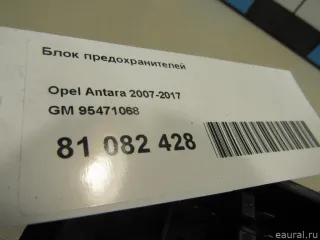 Блок предохранителей
Opel Antara 2007-2017
GM 95471068
81 082 428
eaural.ru